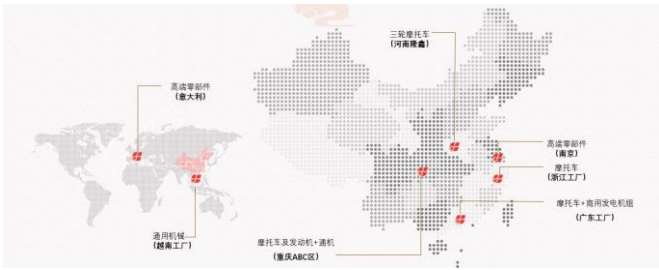 三轮摩托车
(河南隆鑫)
高端零部件
(意大利)
高端零部件
(南京)
摩托车
(浙江工厂)
摩托车+商用发电机组
(广东工厂)
通用机械
(越南工厂)
摩托车及发动机+通机
(重庆ABC区)